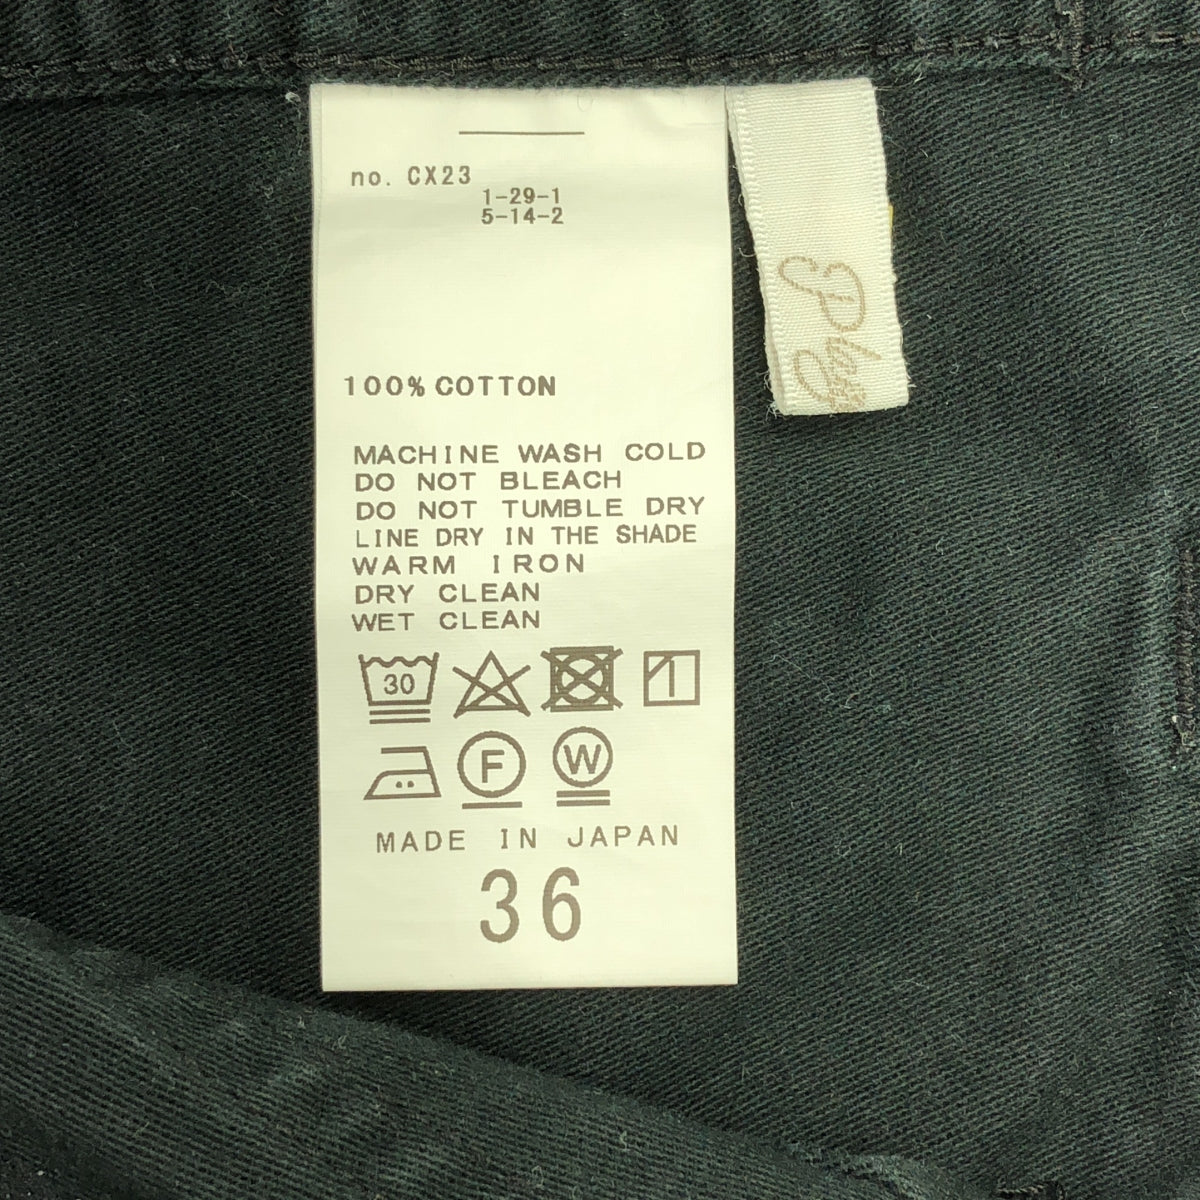 no. CX23
1-29-1
5-14-2
100% COTTON
MACHINE WASH COLD
DO NOT BLEACH
DO NOT TUMBLE DRY
LINE DRY IN THE SHADE
WARM IRON
DRY CLEAN
WET CLEAN
30
F W
MADE IN JAPAN
36